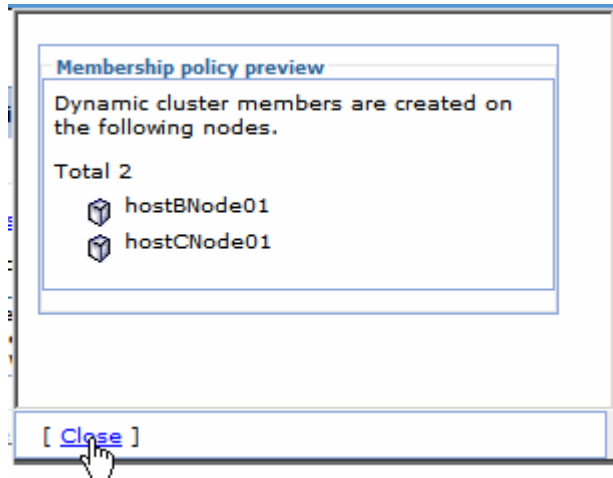 Membership policy preview
Dynamic cluster members are created on
the following nodes.
Total 2
hostBNode01
hostCNode01
[ Close ]